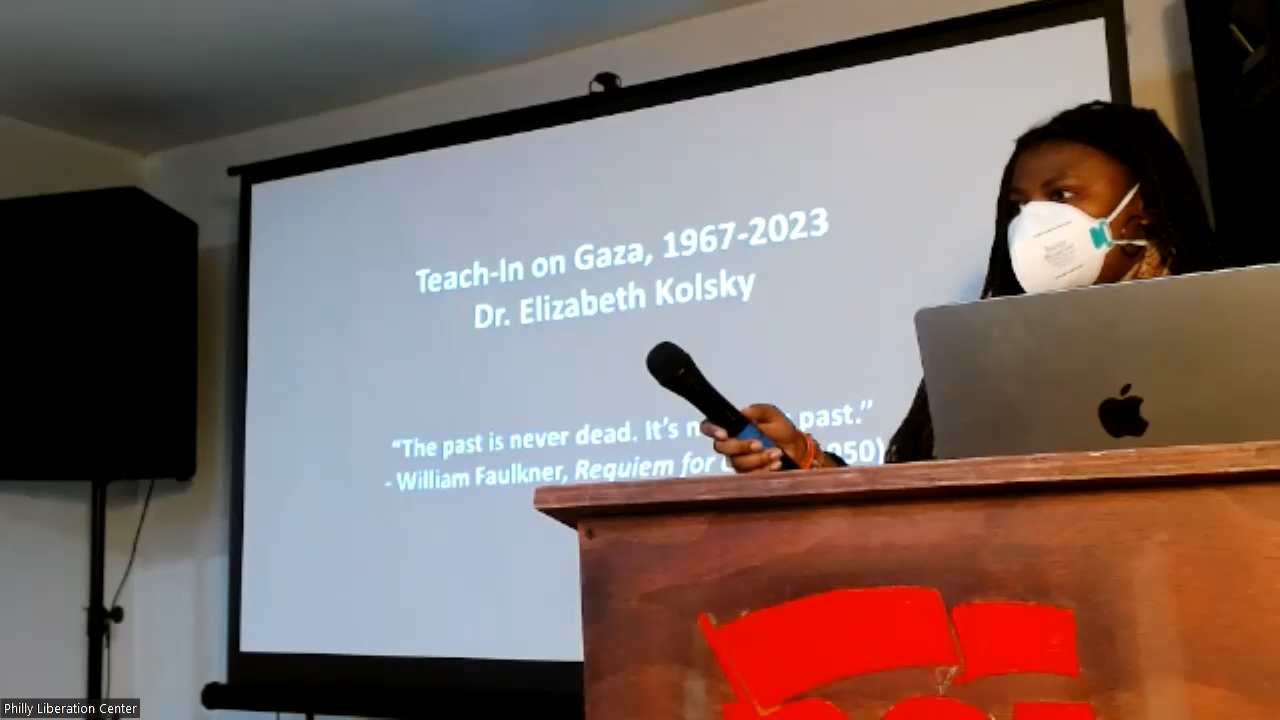 Teach-In on Gaza, 1967-2023
Dr. Elizabeth Kolsky
“The past is never dead. It’s past.”
- William Faulkner, Requiem for 950)
Philly Liberation Center